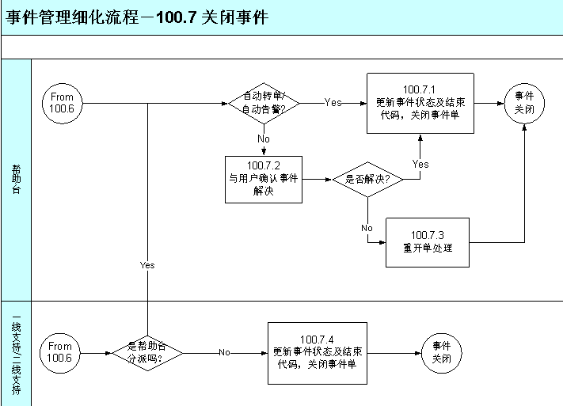 事件管理细化流程－100.7 关闭事件
帮助台
From
100.6
自动转单/
自动告警?
Yes
100.7.1
更新事件状态及结束
代码，关闭事件单
事件
关闭
No
100.7.2
与用户确认事件
解决
是否解决?
Yes
No
100.7.3
重开单处理
Yes
一线支持/二线支持
From
100.6
是帮助台
分派吗?
No
100.7.4
更新事件状态及结束
代码，关闭事件单
事件
关闭